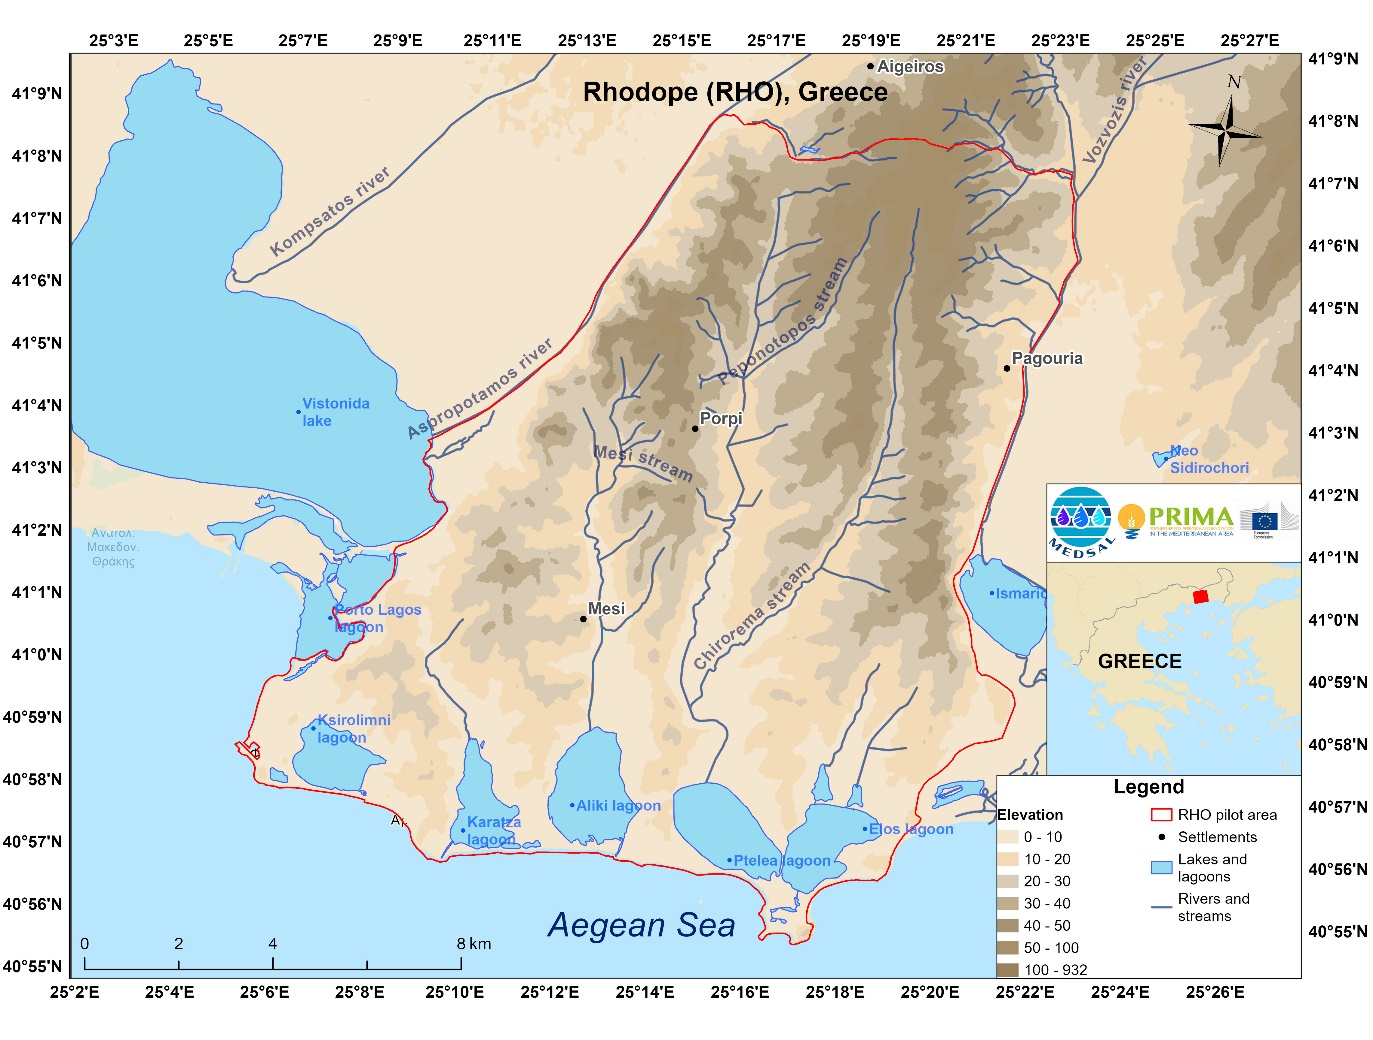 25°3'E 25°5'E 25°7'E 25°9'E 25°11'E 25°13'E 25°15'E 25°17'E 25°19'E 25°21'E 25°23'E 25°25'E 25°27'E
Aigeiros
Rhodope (RHO), Greece
N
Vozvozis river
Kompsatos river
Peponotopos stream
Aspropotamos river
Pagouria
Vistonida
lake
Porpi
Mesi stream
Neo
Sidirochori
Ανατολ.
Μακεδον.
Θράκης
MEDSAL
PRIMA
IN THE MEDITERRANEAN AREA
European
Commission
Chirorema stream
Ismario
Mesi
Porto Lagos
lagoon
GREECE
Ksirolimni
lagoon
Aliki lagoon
Karatza
lagoon
Elos lagoon
Ptelea lagoon
Aegean Sea
0 2 4 8 km
Legend
Elevation
0 - 10
10 - 20
20 - 30
30 - 40
40 - 50
50 - 100
100 - 932
RHO pilot area
Settlements
Lakes and
lagoons
Rivers and
streams
41°9'N
41°8'N
41°7'N
41°6'N
41°5'N
41°4'N
41°3'N
41°2'N
41°1'N
41°0'N
40°59'N
40°58'N
40°57'N
40°56'N
40°55'N
41°9'N
41°8'N
41°7'N
41°6'N
41°5'N
41°4'N
41°3'N
41°2'N
41°1'N
41°0'N
40°59'N
40°58'N
40°57'N
40°56'N
40°55'N
25°2'E 25°4'E 25°6'E 25°8'E 25°10'E 25°12'E 25°14'E 25°16'E 25°18'E 25°20'E 25°22'E 25°24'E 25°26'E